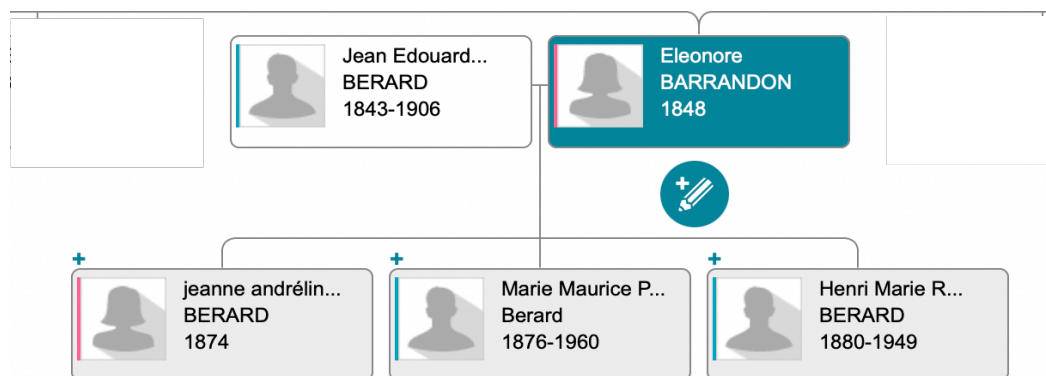 Jean Edouard...
BERARD
1843-1906
Eleonore
BARRANDON
1848
jeanne andrélin...
BERARD
1874
Marie Maurice P...
Berard
1876-1960
Henri Marie R...
BERARD
1880-1949